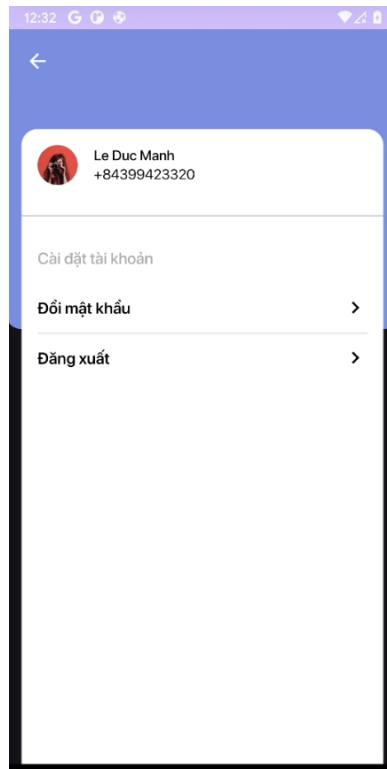 12:32
Le Duc Manh
+84399423320
Cài đặt tài khoản
Đổi mật khẩu
Đăng xuất